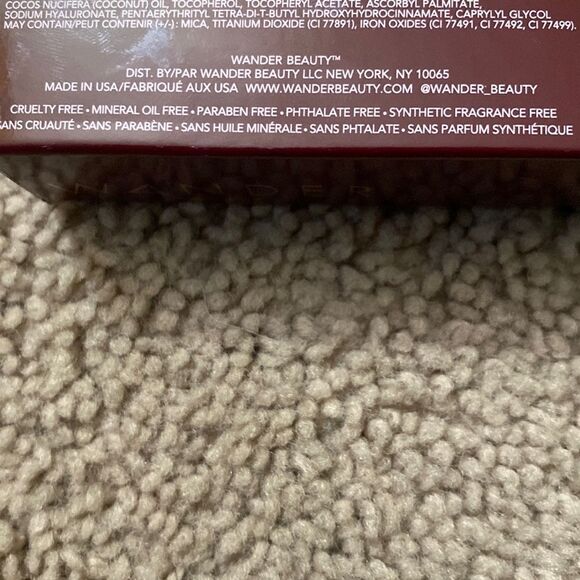 COCOS NUCIFERA (COCONUT) OIL, TOCOPHEROL, TOCOPHERYL ACETATE, ASCORBYL PALMITATE,
SODIUM HYALURONATE, PENTAERYTHRITYL TETRA-DI-T-BUTYL HYDROXYHYDROCINNAMATE, CAPRYLYL GLYCOL
MAY CONTAIN/PEUT CONTENIR (+/-): MICA, TITANIUM DIOXIDE (CI 77891), IRON OXIDES (CI 77491, CI 77492, CI 77499).
WANDER BEAUTY™
DIST. BY/PAR WANDER BEAUTY LLC NEW YORK, NY 10065
MADE IN USA/FABRIQUÉ AUX USA WWW.WANDERBEAUTY.COM @WANDER_BEAUTY
CRUELTY FREE • MINERAL OIL FREE • PARABEN FREE • PHTHALATE FREE • SYNTHETIC FRAGRANCE FREE
SANS CRUAUTÉ • SANS PARABÈNE • SANS HUILE MINÉRALE • SANS PHTALATE • SANS PARFUM SYNTHÉTIQUE
WANDER